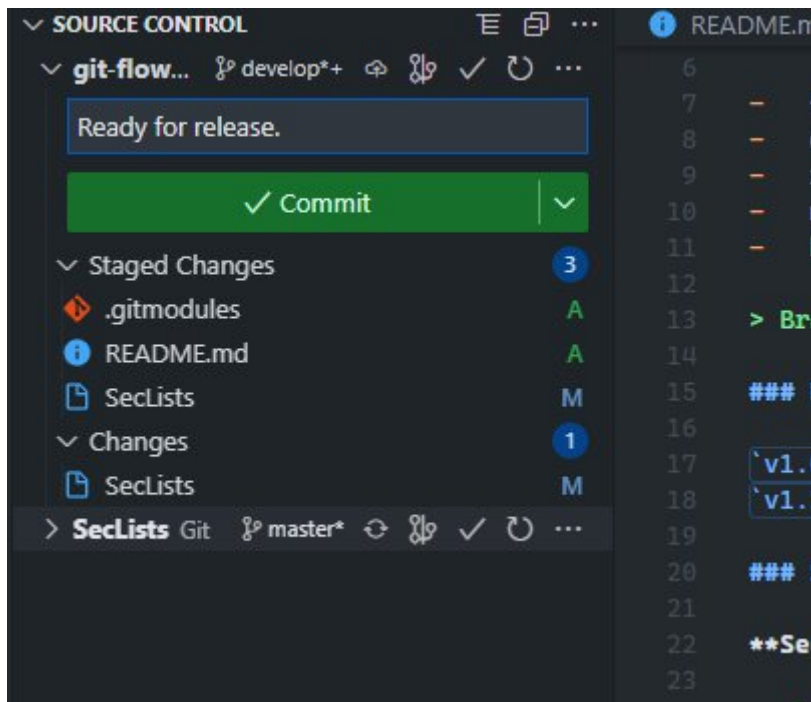 SOURCE CONTROL
git-flow... develop*+
Ready for release.
Commit
Staged Changes 3
.gitmodules A
README.md A
SecLists M
Changes 1
SecLists M
SecLists Git master*
README.m
6
7 -
8 -
9 -
10 -
11 -
12
13 > Br
14
15 ###
16
17 `v1.
18 `v1.
19
20 ###
21
22 **Se
23